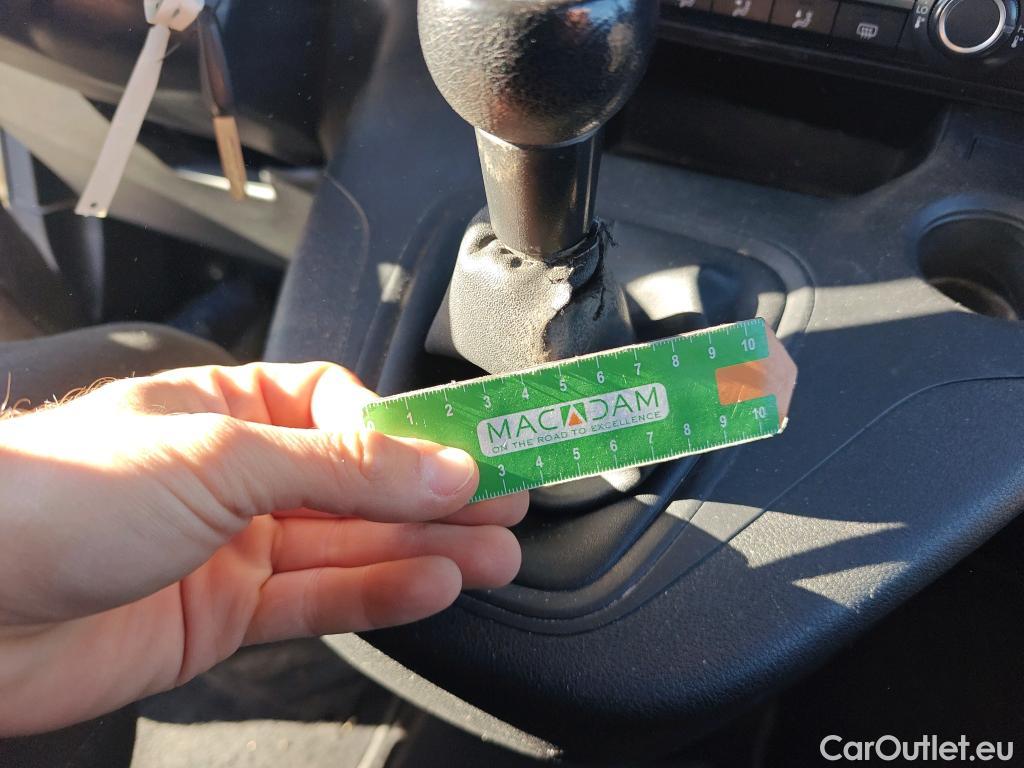 0 1 2 3 4 5 6 7 8 9 10
MACADAM
ON THE ROAD TO EXCELLENCE
3 4 5 6 7 8 9 10
CarOutlet.eu